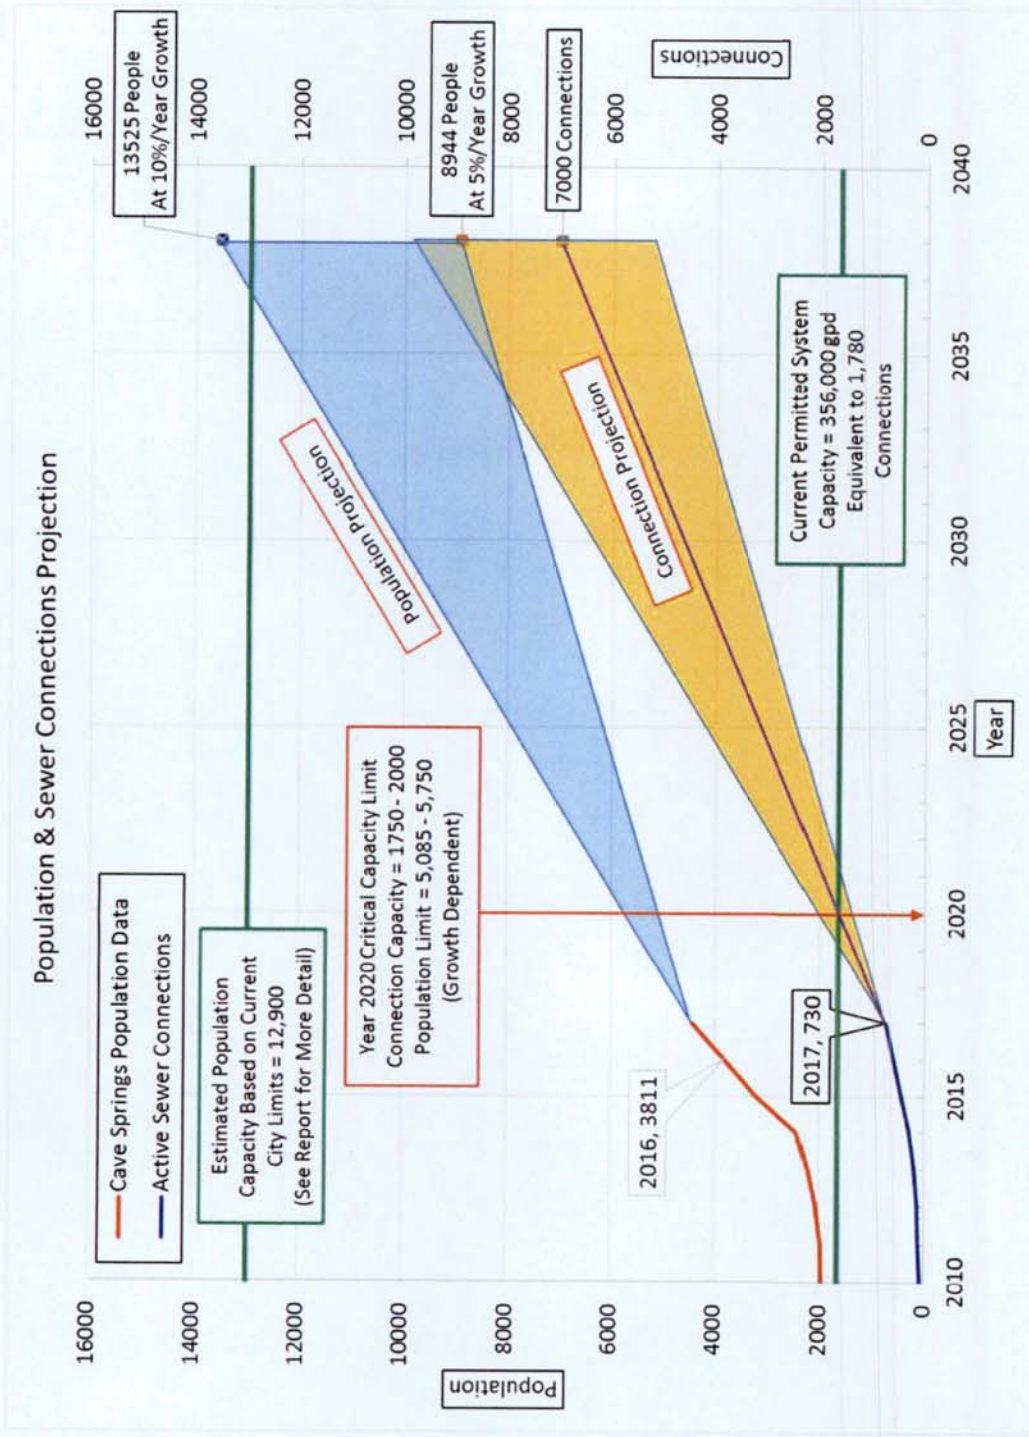 Population & Sewer Connections Projection
Cave Springs Population Data
Active Sewer Connections
Estimated Population
Capacity Based on Current
City Limits = 12,900
(See Report for More Detail)
Year 2020 Critical Capacity Limit
Connection Capacity = 1750 - 2000
Population Limit = 5,085 - 5,750
(Growth Dependent)
Population Projection
13525 People
At 10%/Year Growth
8944 People
At 5%/Year Growth
7000 Connections
Connection Projection
2016, 3811
2017, 730
Current Permitted System
Capacity = 356,000 gpd
Equivalent to 1,780
Connections
Population
16000
14000
12000
10000
8000
6000
4000
2000
0
Connections
16000
14000
12000
10000
8000
6000
4000
2000
0
2010
2015
2020
2025
2030
2035
2040
Year